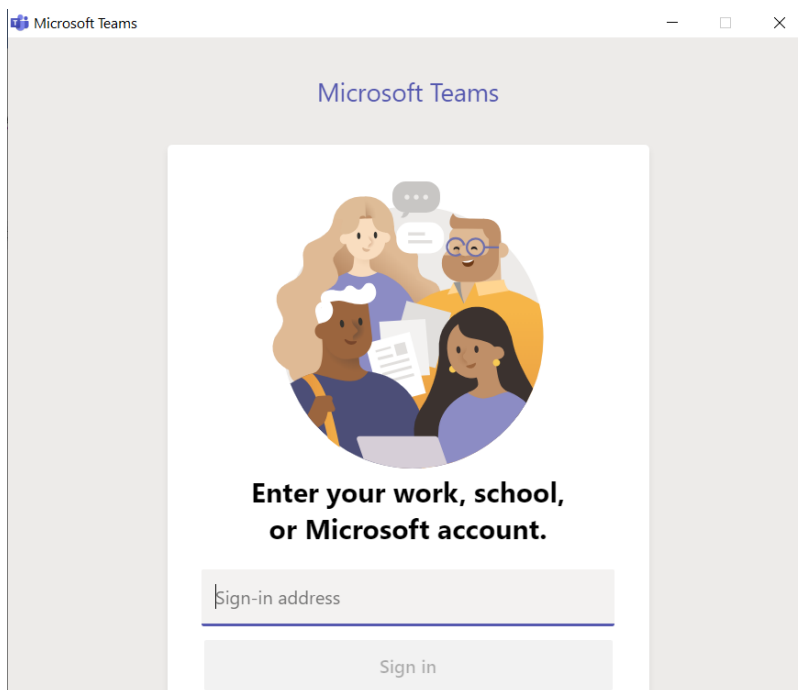 Microsoft Teams
Microsoft Teams
Enter your work, school,
or Microsoft account.
Sign-in address
Sign in